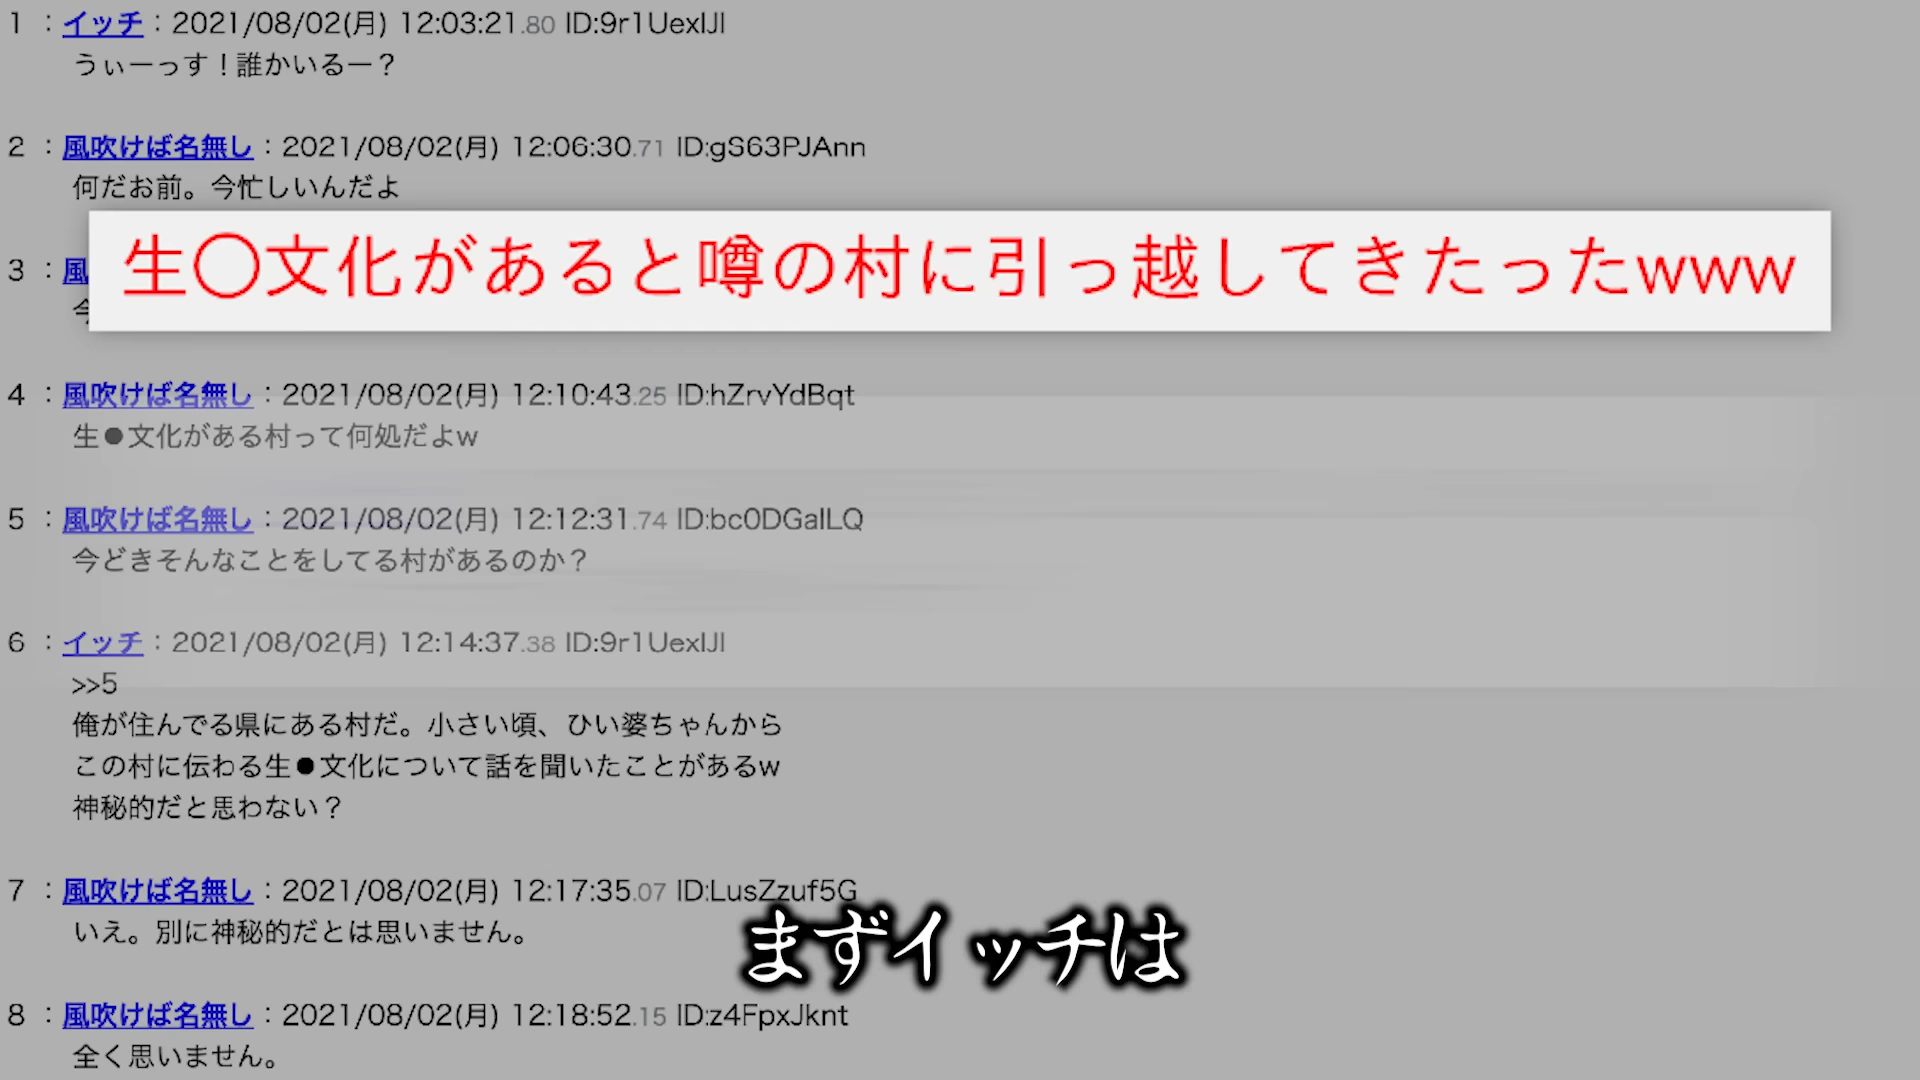 1 ：イッチ：2021/08/02(月) 12:03:21.80 ID:9r1UexIJl
うぃーっす！誰かいるー？
2 ：風吹けば名無し：2021/08/02(月) 12:06:30.71 ID:gS63PJAnn
何だお前。今忙しいんだよ
生〇文化があると噂の村に引っ越してきたったwww
3 ：風
今
4 ：風吹けば名無し：2021/08/02(月) 12:10:43.25 ID:hZrvYdBqt
生●文化がある村って何処だよw
5 ：風吹けば名無し：2021/08/02(月) 12:12:31.74 ID:bc0DGalLQ
今どきそんなことをしてる村があるのか？
6 ：イッチ：2021/08/02(月) 12:14:37.38 ID:9r1UexIJl
>>5
俺が住んでる県にある村だ。小さい頃、ひい婆ちゃんから
この村に伝わる生●文化について話を聞いたことがあるw
神秘的だと思わない？
7 ：風吹けば名無し：2021/08/02(月) 12:17:35.07 ID:LusZzuf5G
いえ。別に神秘的だとは思いません。
まずイッチは
8 ：風吹けば名無し：2021/08/02(月) 12:18:52.15 ID:z4FpxJknt
全く思いません。